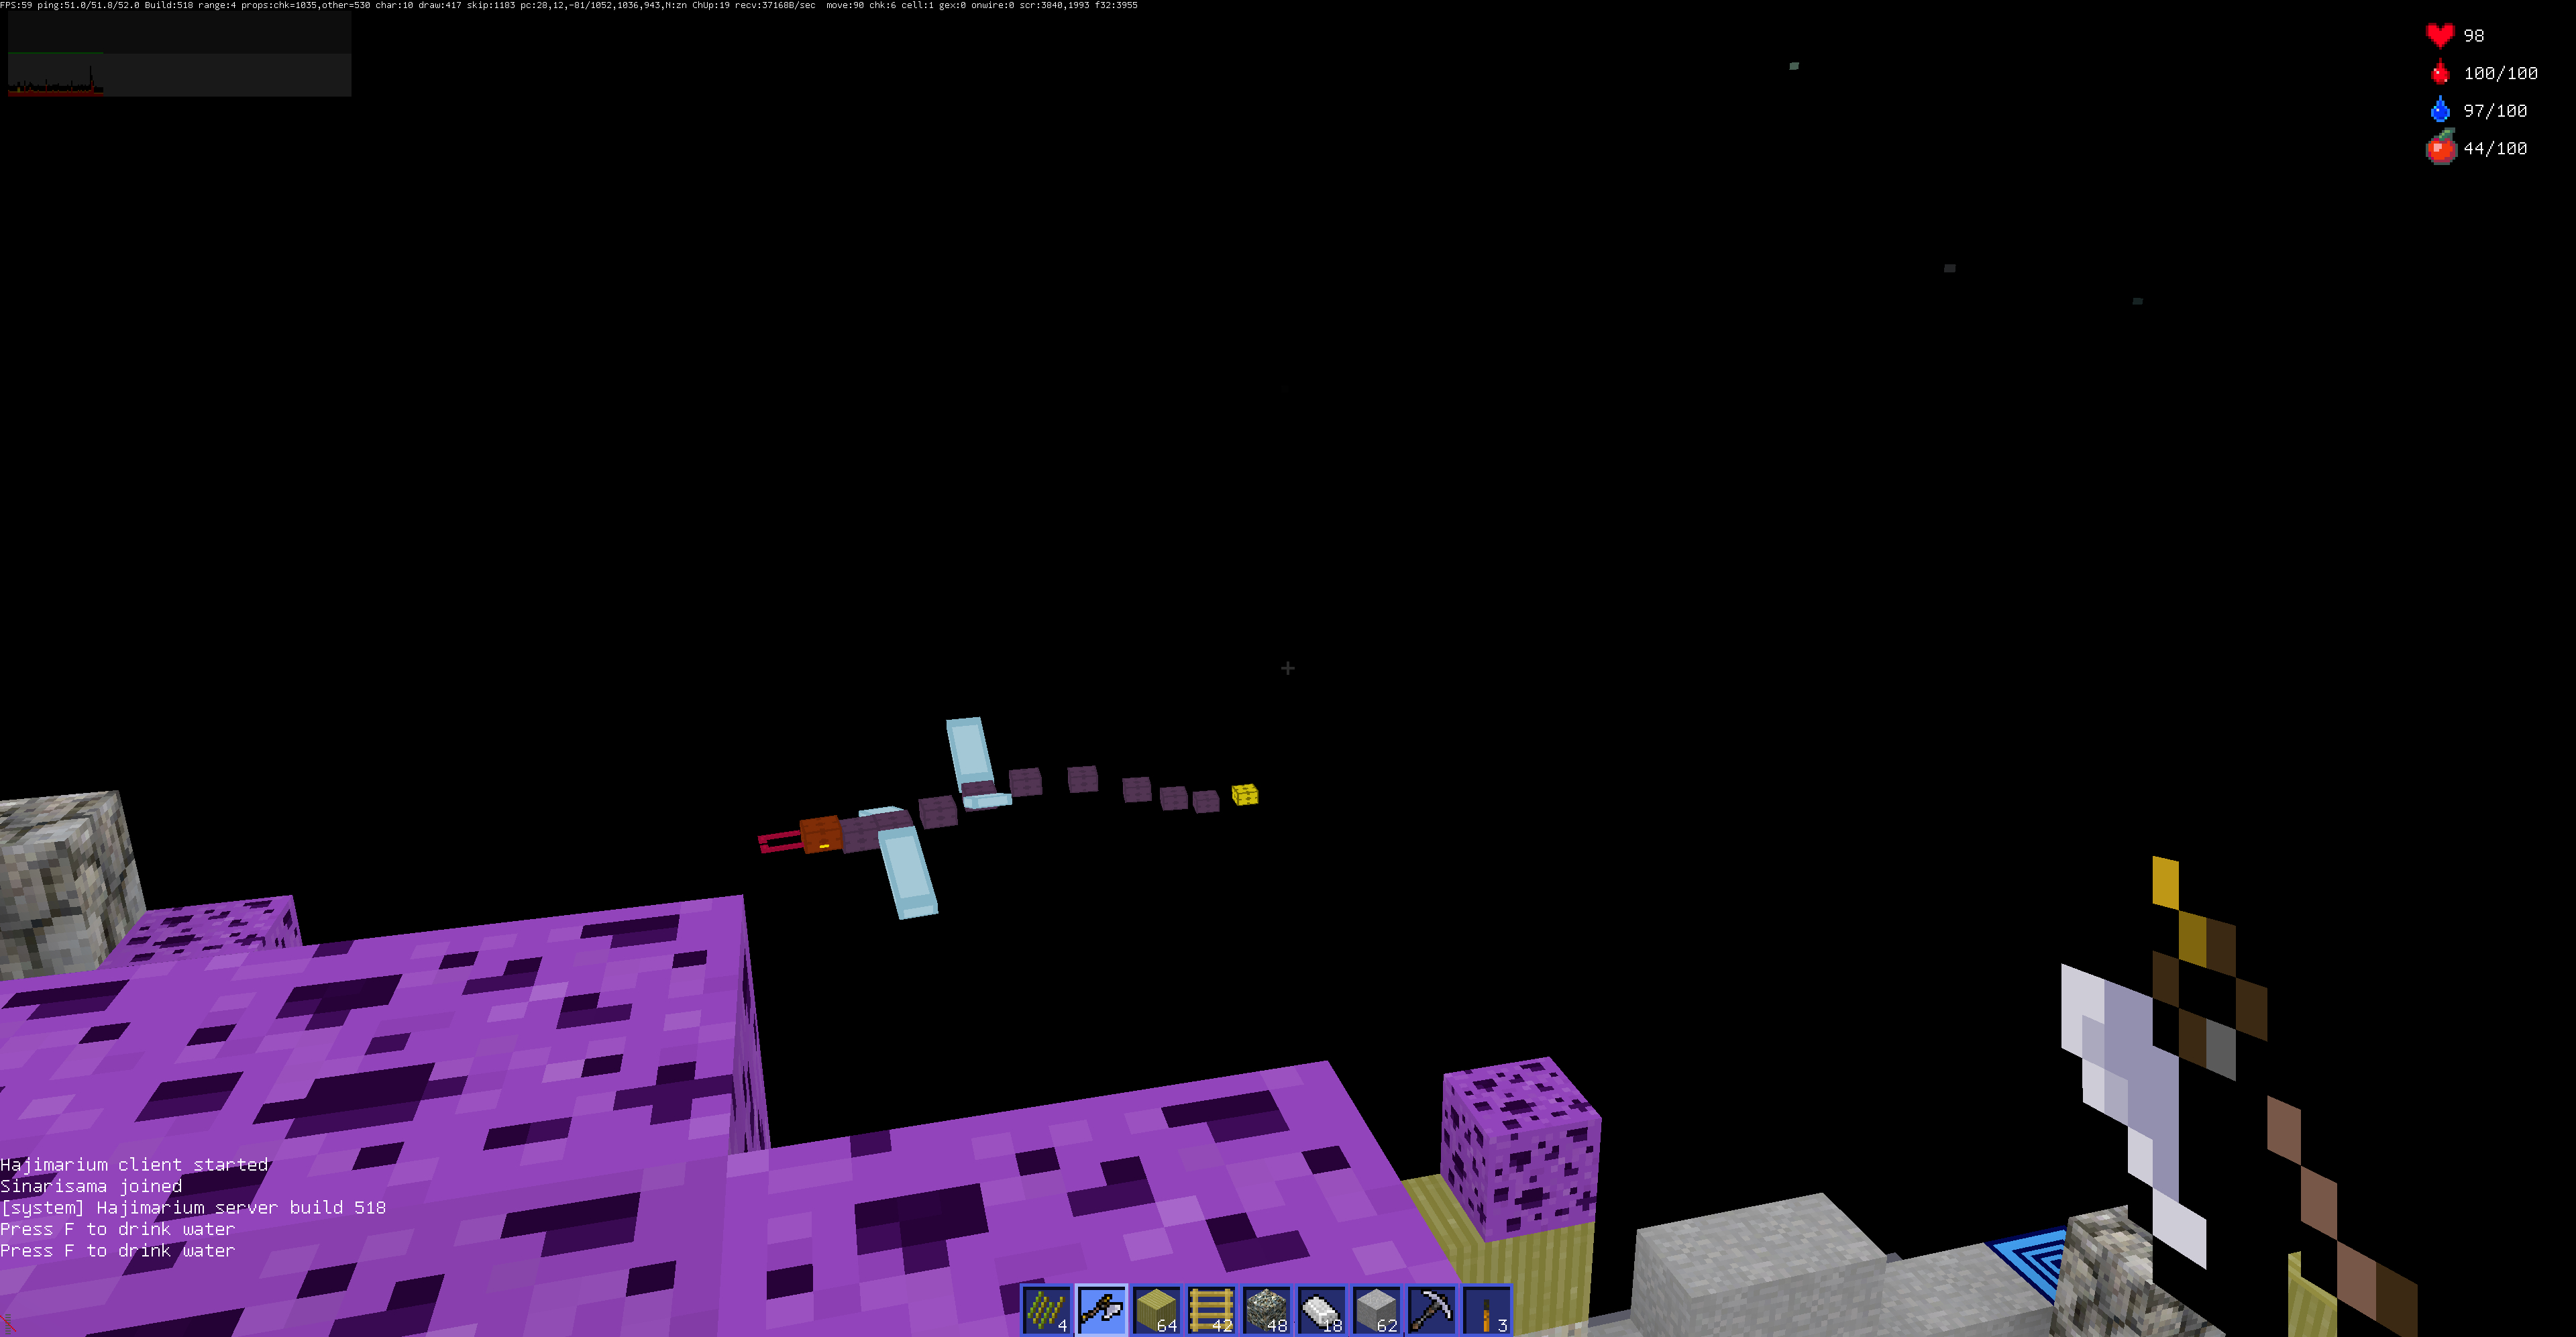 FPS:59 ping:51.0/51.8/52.0 Build:518 range:4 props:chk=1035,other=530 char:10 draw:417 skip:1183 pc:28,12,-81/1052,1036,943,N:zn ChUp:19 recv:37168B/sec  move:90 chk:6 cell:1 gex:0 onwire:0 scr:3840,1993 f32:3955
98
100/100
97/100
44/100
Hajimarium client started
Sinarisama joined
[system] Hajimarium server build 518
Press F to drink water
Press F to drink water
4 64 42 48 18 62 3